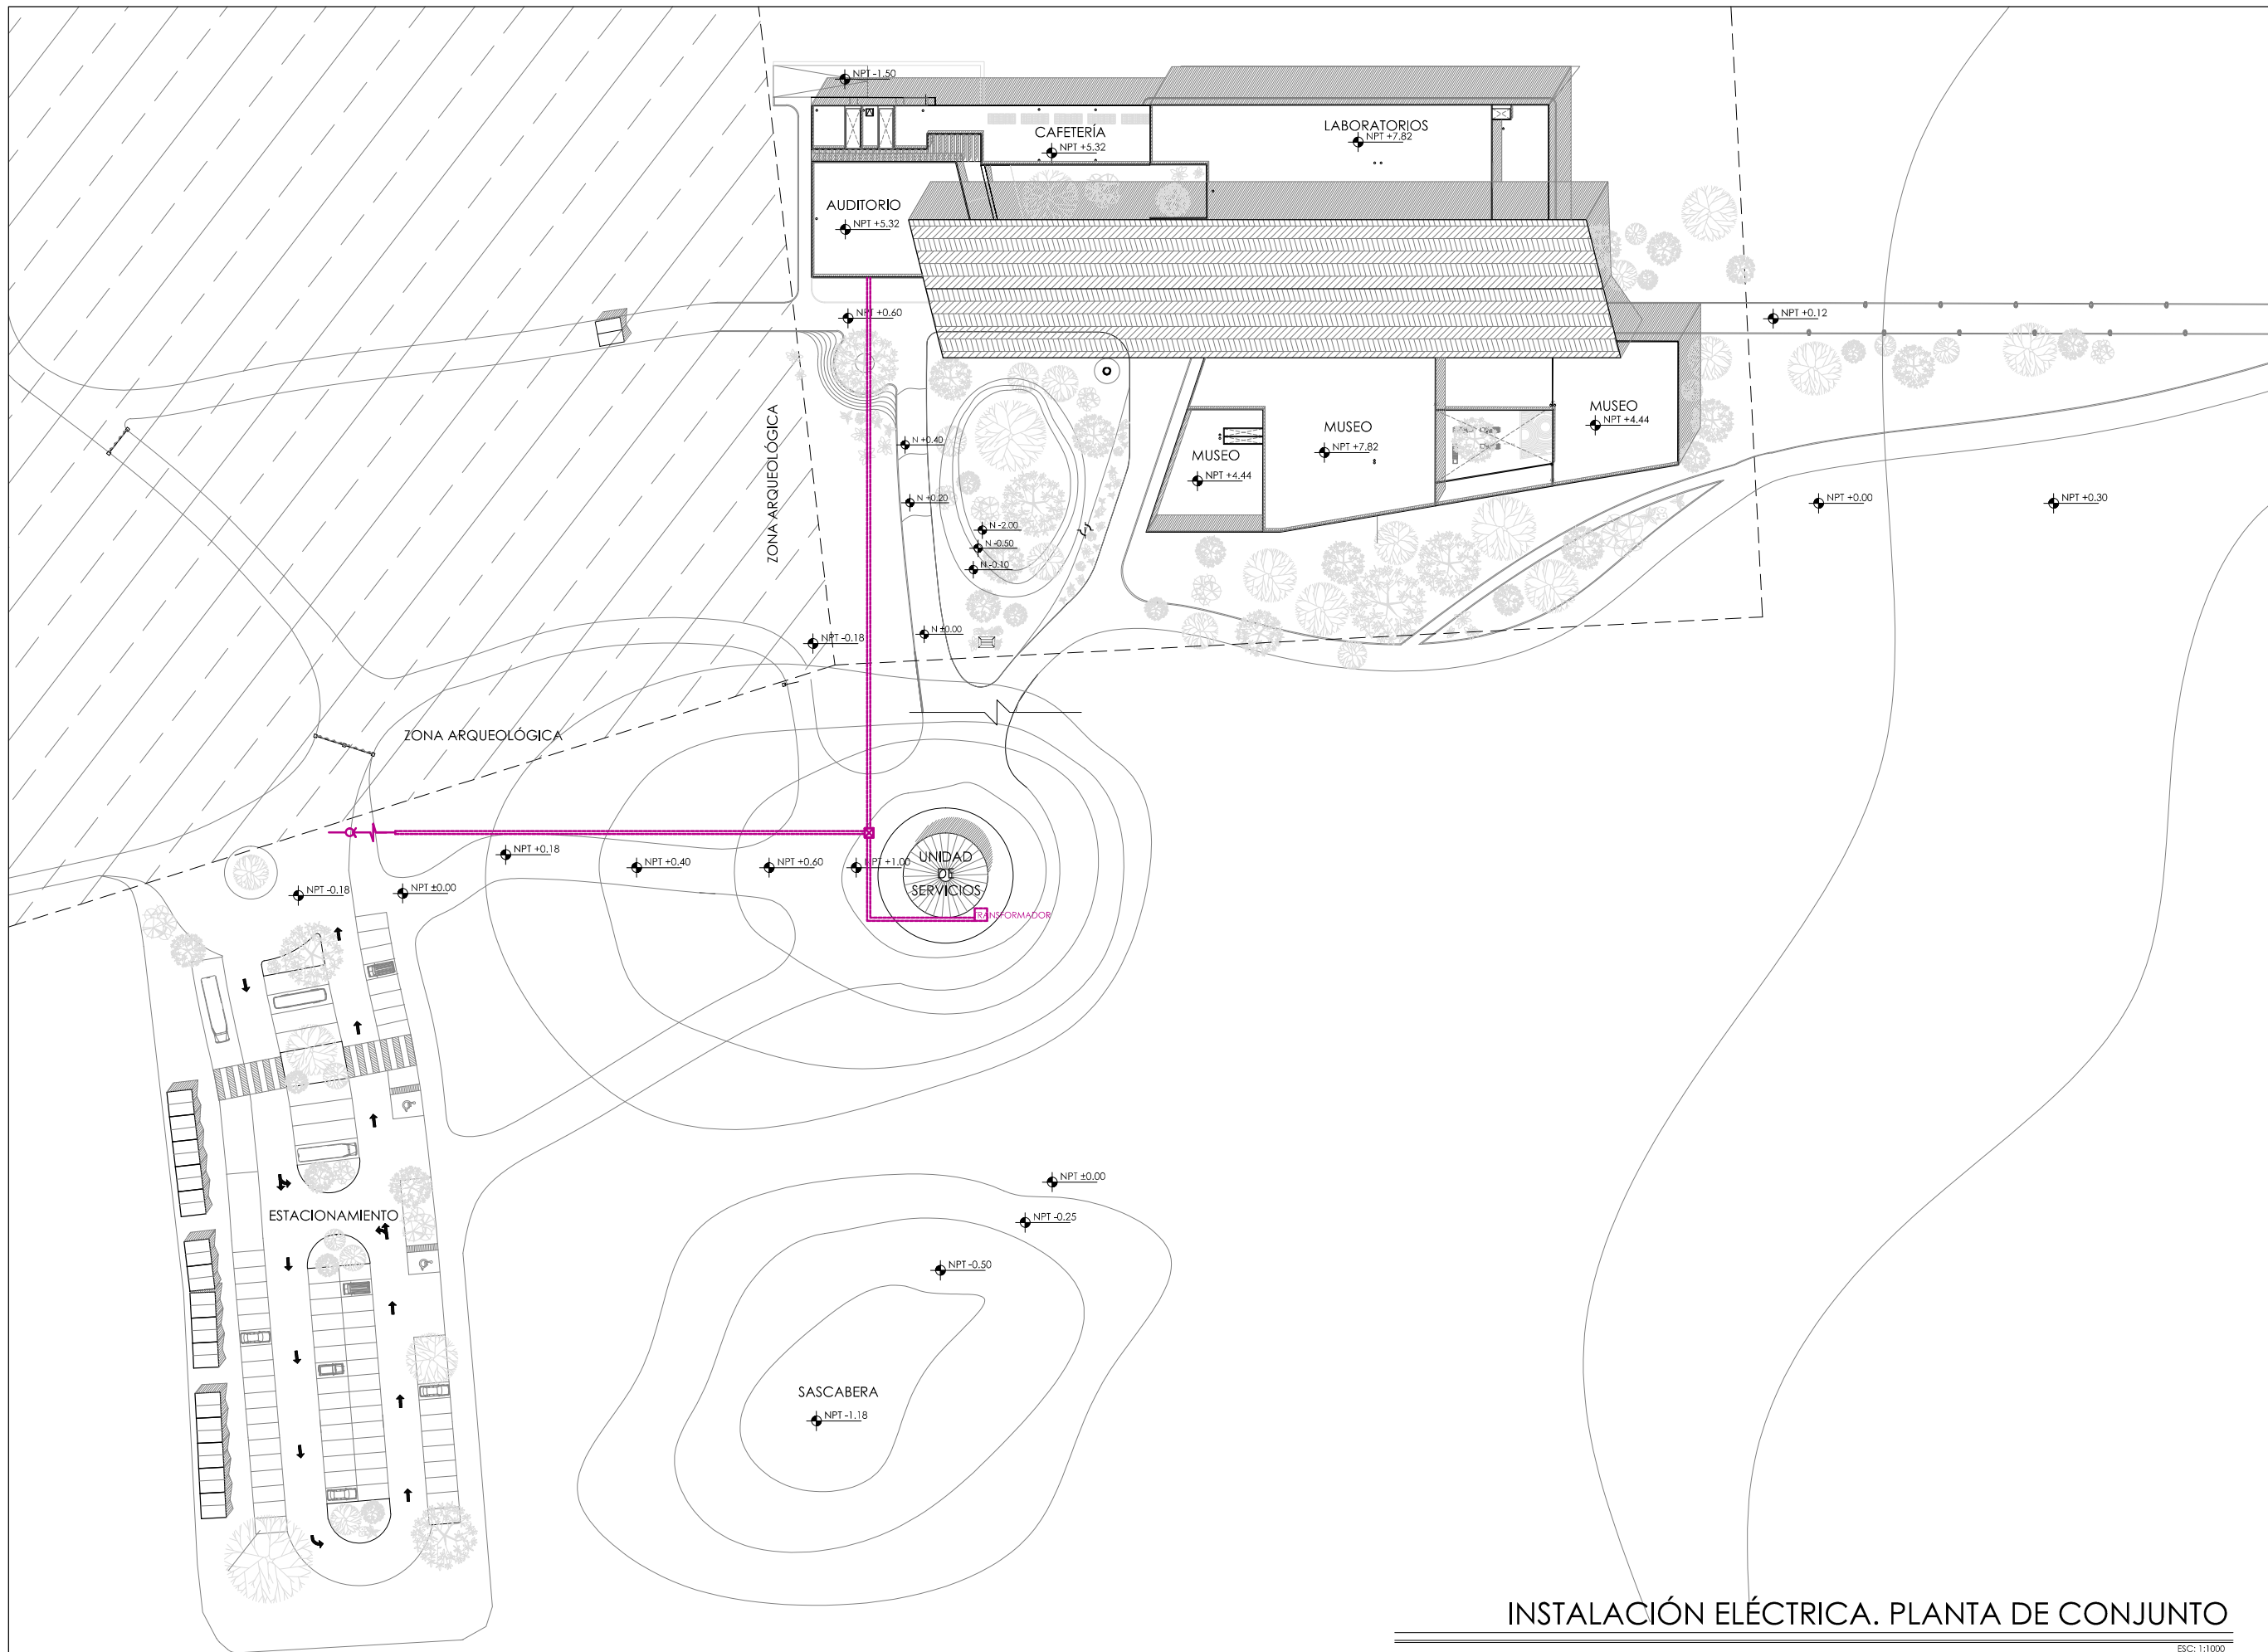 NPT -1.50
CAFETERÍA
NPT +5.32
LABORATORIOS
NPT +7.82
AUDITORIO
NPT +5.32
NPT +0.60
NPT +0.12
ZONA ARQUEOLÓGICA
N +0.40
N +0.20
N -2.00
N -0.50
N -0.10
N ±0.00
NPT -0.18
MUSEO
NPT +4.44
MUSEO
NPT +7.82
MUSEO
NPT +4.44
NPT +0.00
NPT +0.30
ZONA ARQUEOLÓGICA
NPT +0.18
NPT +0.40
NPT +0.60
NPT +1.00
UNIDAD
DE
SERVICIOS
TRANSFORMADOR
NPT -0.18
NPT ±0.00
ESTACIONAMIENTO
NPT ±0.00
NPT -0.25
NPT -0.50
SASCABERA
NPT -1.18
INSTALACIÓN ELÉCTRICA. PLANTA DE CONJUNTO
ESC: 1:1000